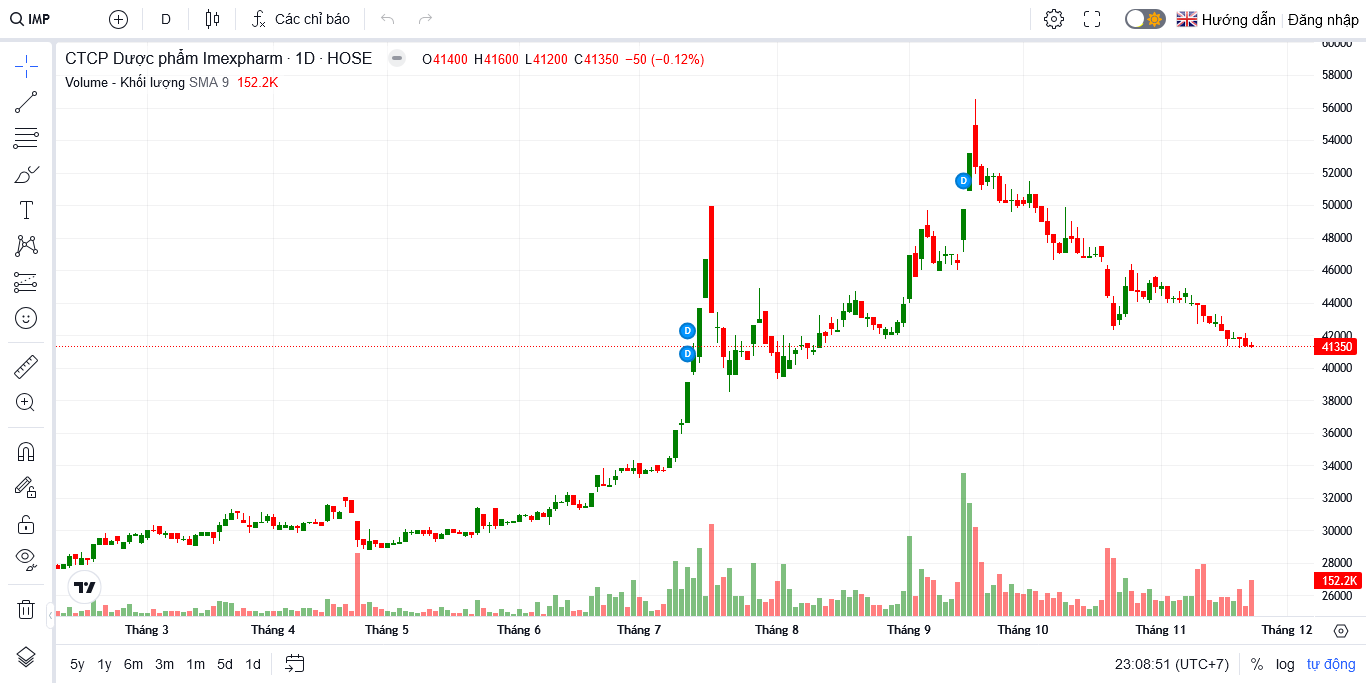 IMP D Các chỉ báo Hướng dẫn Đăng nhập
CTCP Dược phẩm Imexpharm · 1D · HOSE O41400 H41600 L41200 C41350 −50 (−0.12%)
Volume - Khối lượng SMA 9 152.2K
60000
58000
56000
54000
52000
50000
48000
46000
44000
42000
41350
40000
38000
36000
34000
32000
30000
28000
152.2K
26000
D
D
D
Tháng 3 Tháng 4 Tháng 5 Tháng 6 Tháng 7 Tháng 8 Tháng 9 Tháng 10 Tháng 11 Tháng 12
5y 1y 6m 3m 1m 5d 1d 23:08:51 (UTC+7) % log tự động